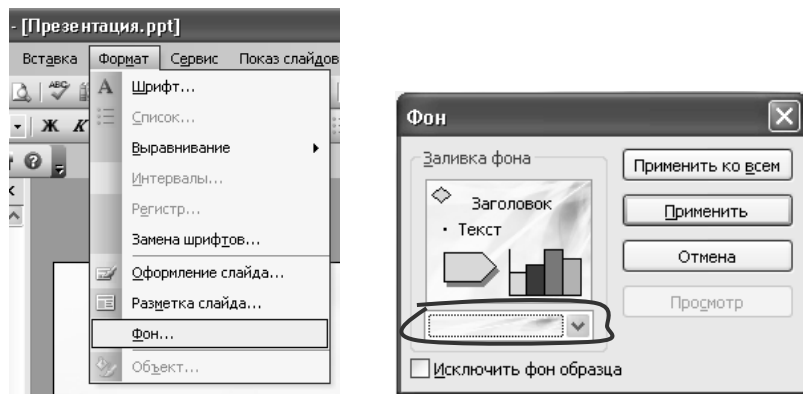 - [Презентация.ppt]
Вставка Формат Сервис Показ слайдов
ABC
Ж К
Шрифт...
Список...
Выравнивание
Интервалы...
Регистр...
Замена шрифтов...
Оформление слайда...
Разметка слайда...
Фон...
Объект...
Фон
Заливка фона
Заголовок
• Текст
Применить ко всем
Применить
Отмена
Просмотр
Исключить фон образца